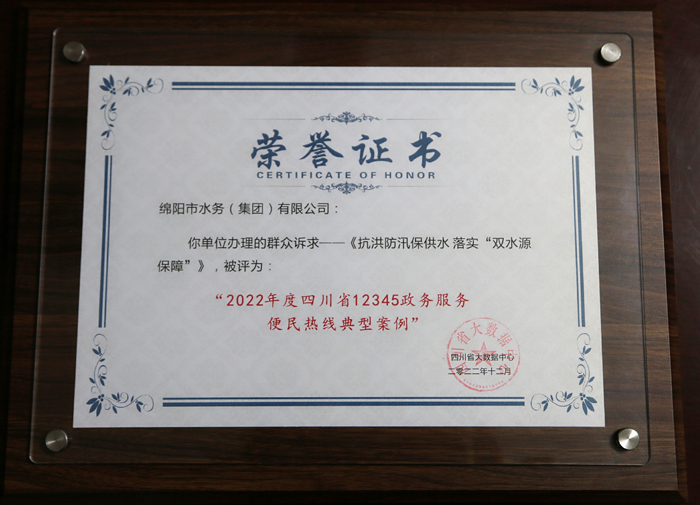 荣誉证书
CERTIFICATE OF HONOR
绵阳市水务（集团）有限公司：
你单位办理的群众诉求——《抗洪防汛保供水 落实“双水源
保障”》，被评为：
“2022年度四川省12345政务服务
便民热线典型案例”
四川省大数据中心
二零二二年十二月